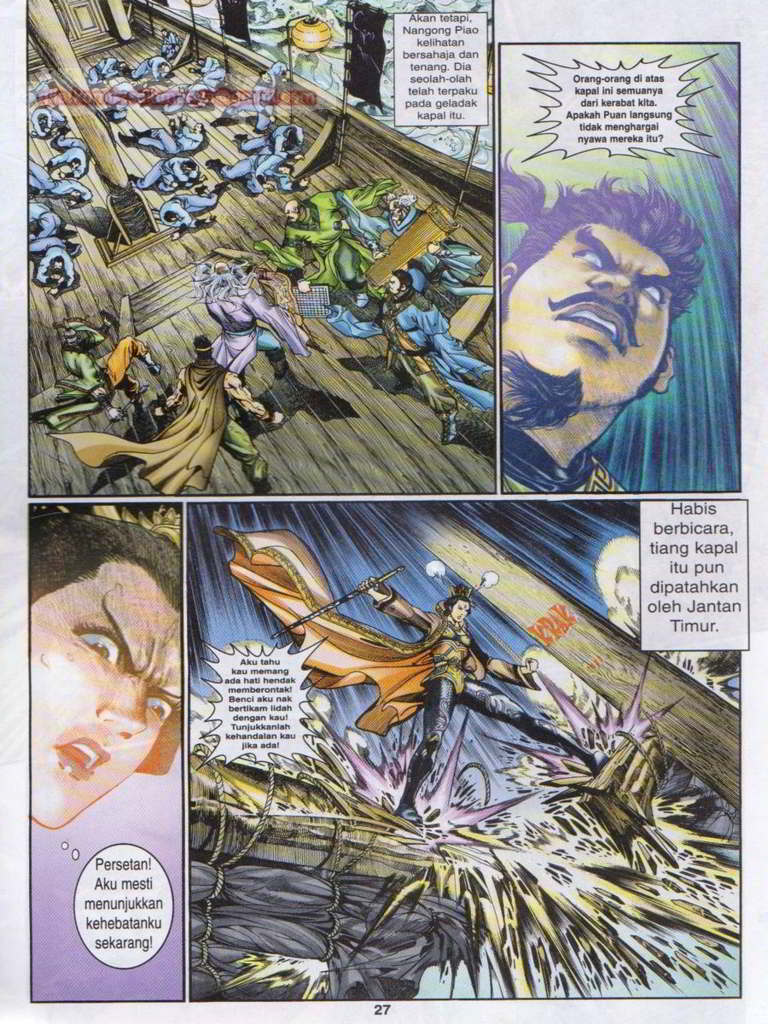 Akan tetapi,
Nangong Piao
kelihatan
bersahaja dan
tenang. Dia
seolah-olah
telah terpaku
pada geladak
kapal itu.
Orang-orang di atas
kapal ini semuanya
dari kerabat kita.
Apakah Puan langsung
tidak menghargai
nyawa mereka itu?
Persetan!
Aku mesti
menunjukkan
kehebatanku
sekarang!
Habis
berbicara,
tiang kapal
itu pun
dipatahkan
oleh Jantan
Timur.
Aku tahu
kau memang
ada hati hendak
memberontak!
Benci aku nak
bertikam lidah
dengan kau!
Tunjukkanlah
kehandalan kau
jika ada!
27